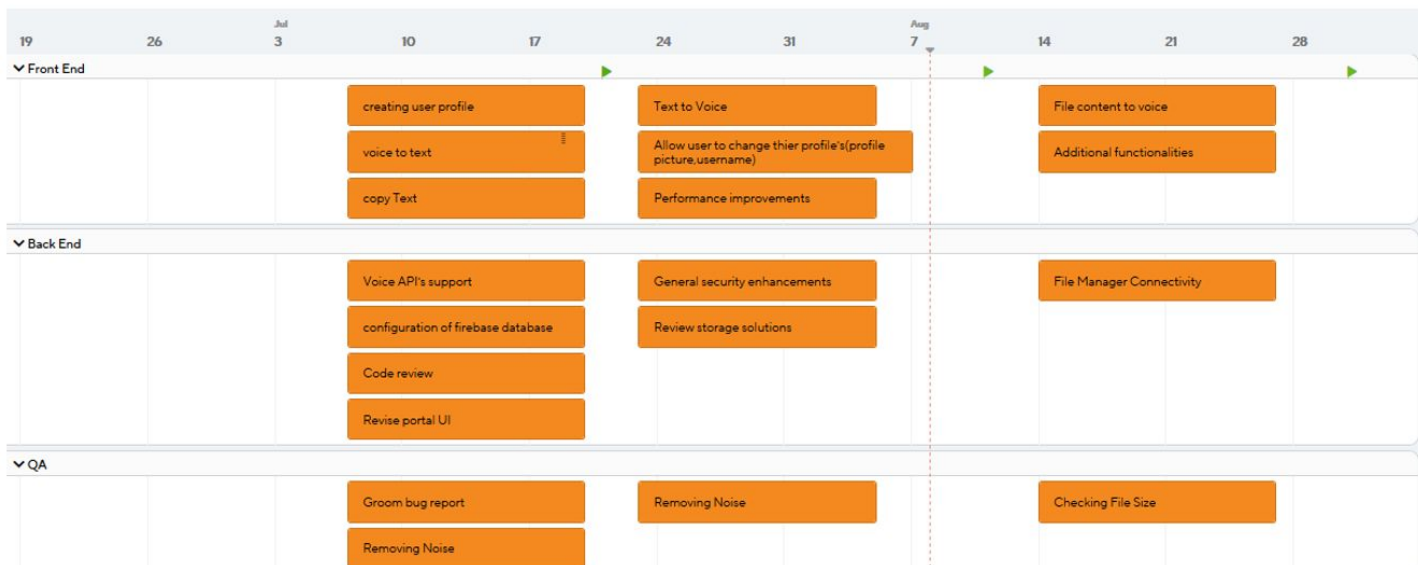 Jul
Aug
19 26 3 10 17 24 31 7 14 21 28
Front End
creating user profile
Text to Voice
File content to voice
voice to text
Allow user to change thier profile's(profile
picture,username)
Additional functionalities
copy Text
Performance improvements
Back End
Voice API's support
General security enhancements
File Manager Connectivity
configuration of firebase database
Review storage solutions
Code review
Revise portal UI
QA
Groom bug report
Removing Noise
Checking File Size
Removing Noise